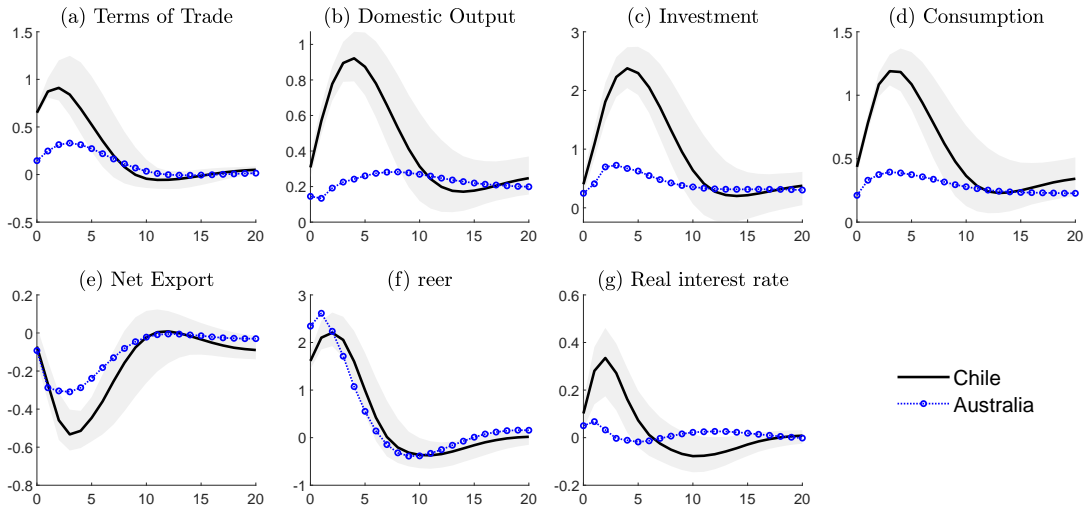 (a) Terms of Trade
1.5
1
0.5
0
-0.5
0 5 10 15 20
(b) Domestic Output
1
0.8
0.6
0.4
0.2
0
0 5 10 15 20
(c) Investment
3
2
1
0
0 5 10 15 20
(d) Consumption
1.5
1
0.5
0
0 5 10 15 20
(e) Net Export
0.2
0
-0.2
-0.4
-0.6
-0.8
0 5 10 15 20
(f) reer
3
2
1
0
-1
0 5 10 15 20
(g) Real interest rate
0.6
0.4
0.2
0
-0.2
0 5 10 15 20
Chile
Australia